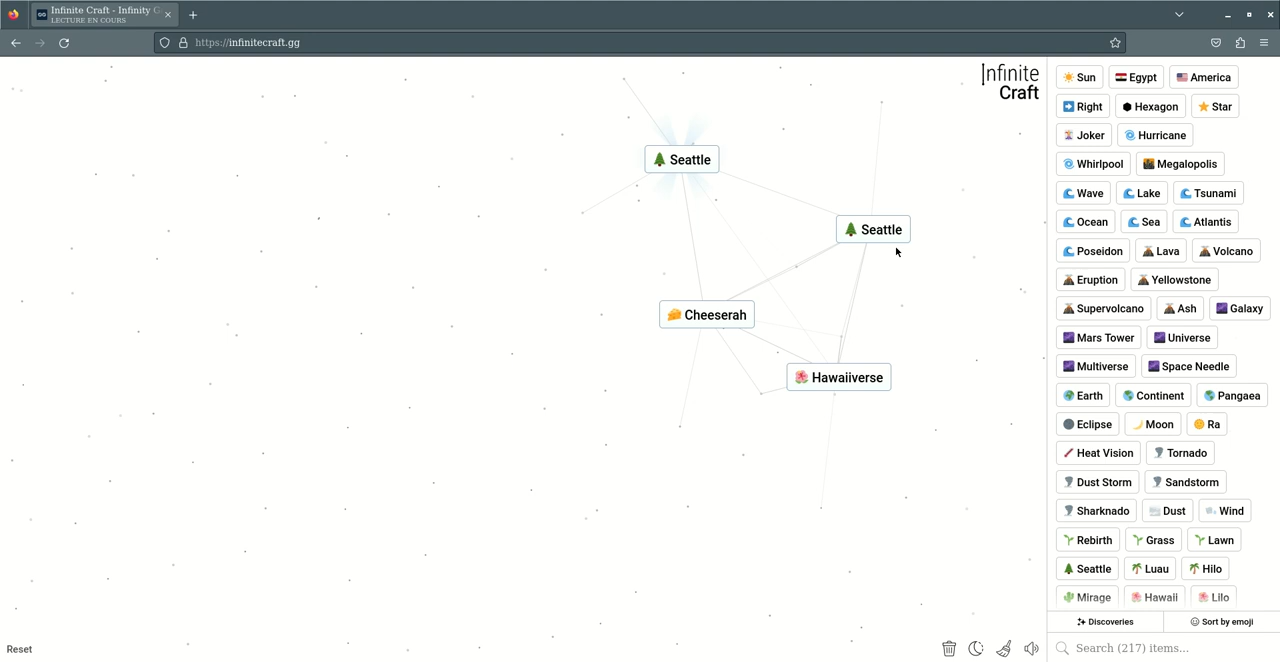 Infinite Craft - Infinity C
LECTURE EN COURS
https://infinitecraft.gg
Infinite
Craft
Seattle
Seattle
Cheeserah
Hawaiiverse
Sun Egypt America
Right Hexagon Star
Joker Hurricane
Whirlpool Megalopolis
Wave Lake Tsunami
Ocean Sea Atlantis
Poseidon Lava Volcano
Eruption Yellowstone
Supervolcano Ash Galaxy
Mars Tower Universe
Multiverse Space Needle
Earth Continent Pangaea
Eclipse Moon Ra
Heat Vision Tornado
Dust Storm Sandstorm
Sharknado Dust Wind
Rebirth Grass Lawn
Seattle Luau Hilo
Mirage Hawaii Lilo
Discoveries Sort by emoji
Search (217) items...
Reset